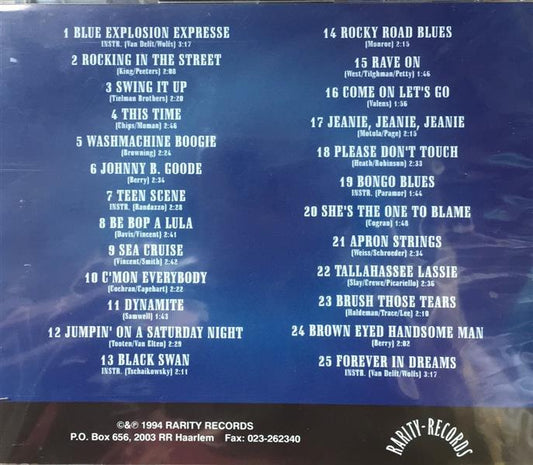 1 BLUE EXPLOSION EXPRESSE
INSTR. (Van Delft/Wolfs) 3:17
2 ROCKING IN THE STREET
(King/Peeters) 2:08
3 SWING IT UP
(Tielman Brothers) 2:20
4 THIS TIME
(Chips/Moman) 2:46
5 WASHMACHINE BOOGIE
(Browning) 2:24
6 JOHNNY B. GOODE
(Berry) 2:34
7 TEEN SCENE
INSTR. (Randazzo) 2:28
8 BE BOP A LULA
(Davis/Vincent) 2:41
9 SEA CRUISE
(Vincent/Smith) 2:42
10 C'MON EVERYBODY
(Cochran/Capehart) 2:22
11 DYNAMITE
(Samwell) 1:43
12 JUMPIN' ON A SATURDAY NIGHT
(Tooten/Van Elten) 2:29
13 BLACK SWAN
INSTR. (Tschaikowsky) 2:11
14 ROCKY ROAD BLUES
(Monroe) 2:15
15 RAVE ON
(West/Tilghman/Petty) 1:46
16 COME ON LET'S GO
(Valens) 1:56
17 JEANIE, JEANIE, JEANIE
(Motola/Page) 2:15
18 PLEASE DON'T TOUCH
(Heath/Robinson) 2:33
19 BONGO BLUES
INSTR. (Paramor) 1:44
20 SHE'S THE ONE TO BLAME
(Cogran) 1:48
21 APRON STRINGS
(Weiss/Schroeder) 2:34
22 TALLAHASSEE LASSIE
(Slay/Crewe/Picariello) 2:36
23 BRUSH THOSE TEARS
(Haldeman/Trace/Lee) 2:10
24 BROWN EYED HANDSOME MAN
(Berry) 2:02
25 FOREVER IN DREAMS
INSTR. (Van Delft/Wolfs) 3:17
©&℗ 1994 RARITY RECORDS
P.O. Box 656, 2003 RR Haarlem Fax: 023-262340
RARITY-RECORDS